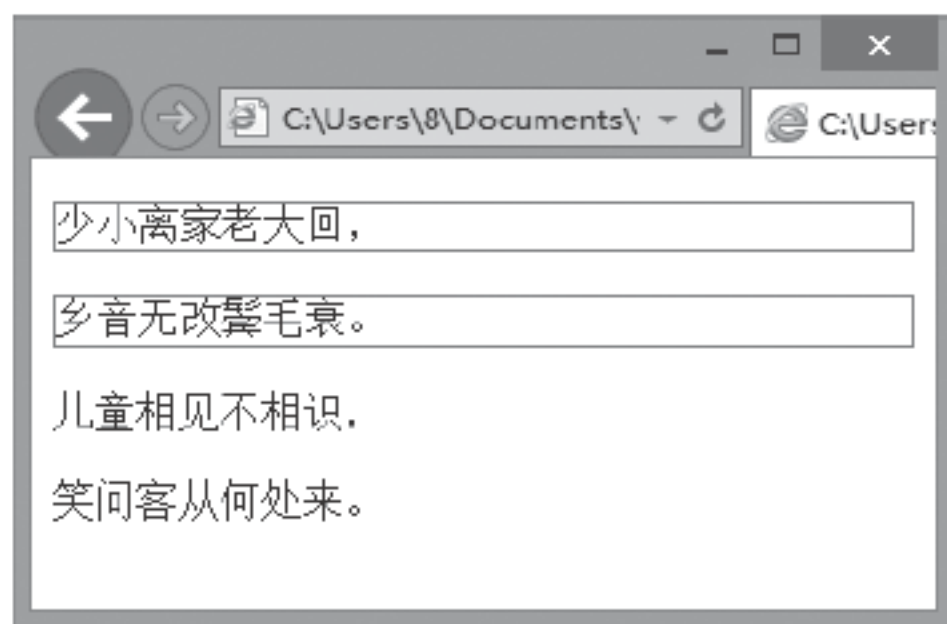 C:\Users\8\Documents\
C:\Users
少小离家老大回，
乡音无改鬓毛衰。
儿童相见不相识．
笑问客从何处来。